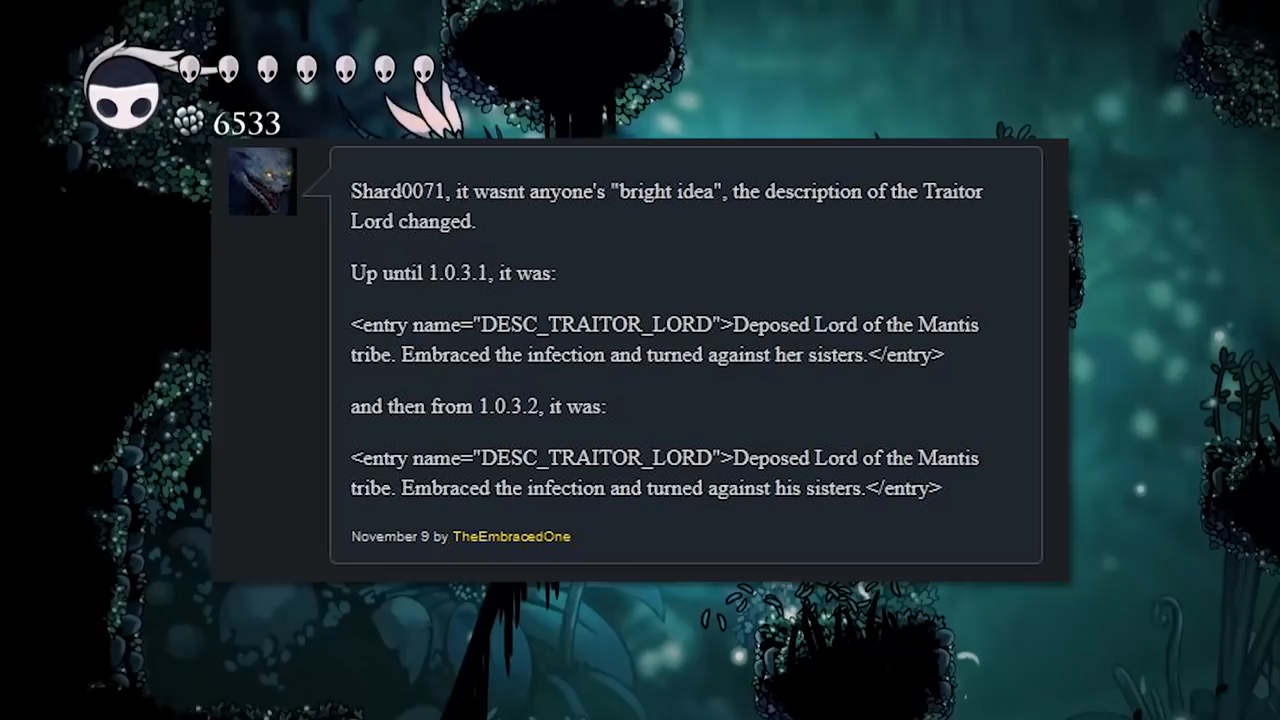 6533
Shard0071, it wasnt anyone's "bright idea", the description of the Traitor
Lord changed.
Up until 1.0.3.1, it was:
<entry name="DESC_TRAITOR_LORD">Deposed Lord of the Mantis
tribe. Embraced the infection and turned against her sisters.</entry>
and then from 1.0.3.2, it was:
<entry name="DESC_TRAITOR_LORD">Deposed Lord of the Mantis
tribe. Embraced the infection and turned against his sisters.</entry>
November 9 by TheEmbracedOne